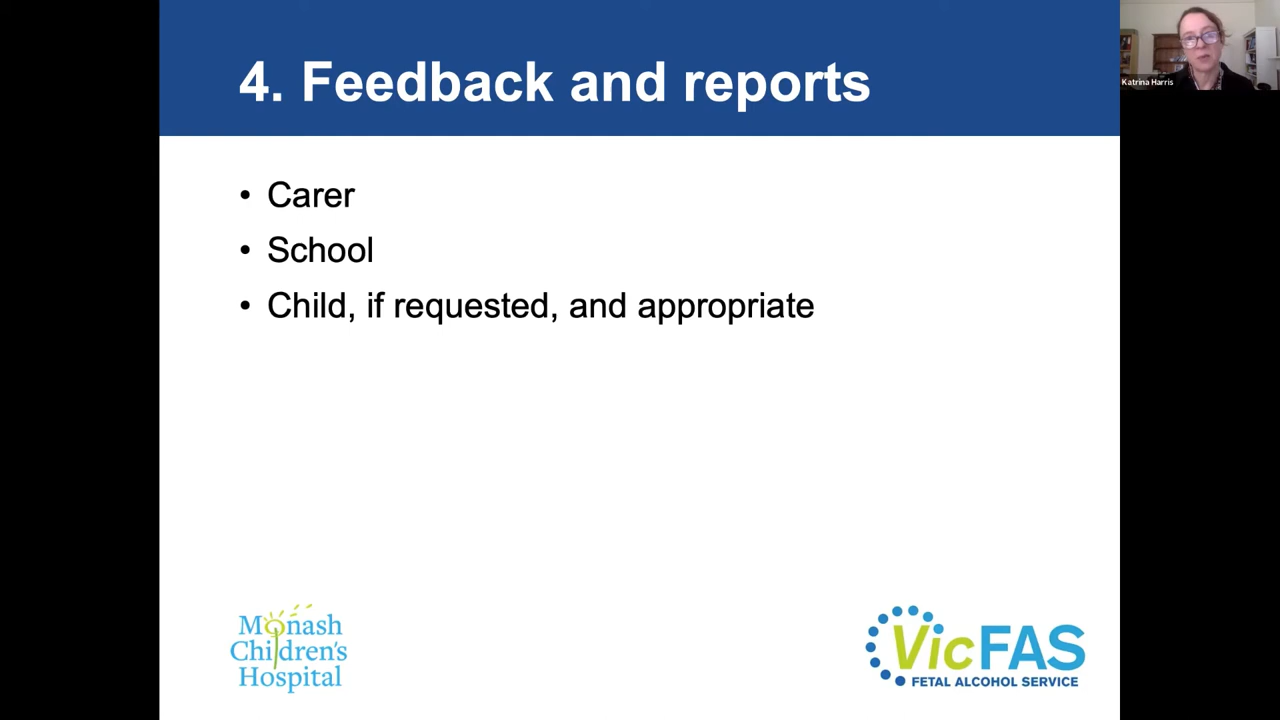 4. Feedback and reports
Katrina Harris
• Carer
• School
• Child, if requested, and appropriate
Monash
Children's
Hospital
VicFAS
FETAL ALCOHOL SERVICE